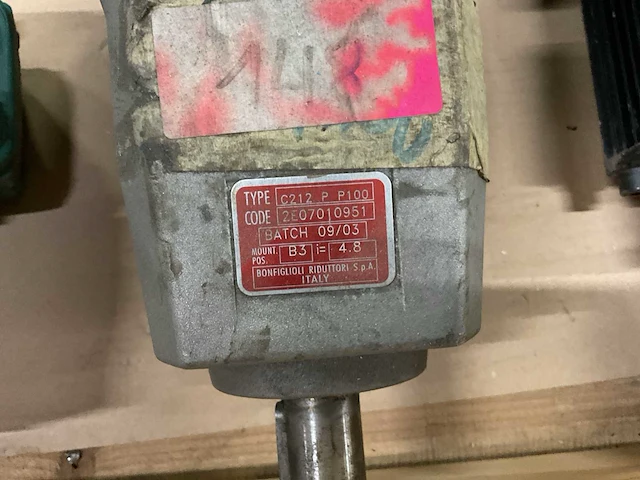 TYPE C212 P P100
CODE 2E07010951
BATCH 09/03
MOUNT. POS. B3 i= 4.8
BONFIGLIOLI RIDUTTORI S.p.A.
ITALY